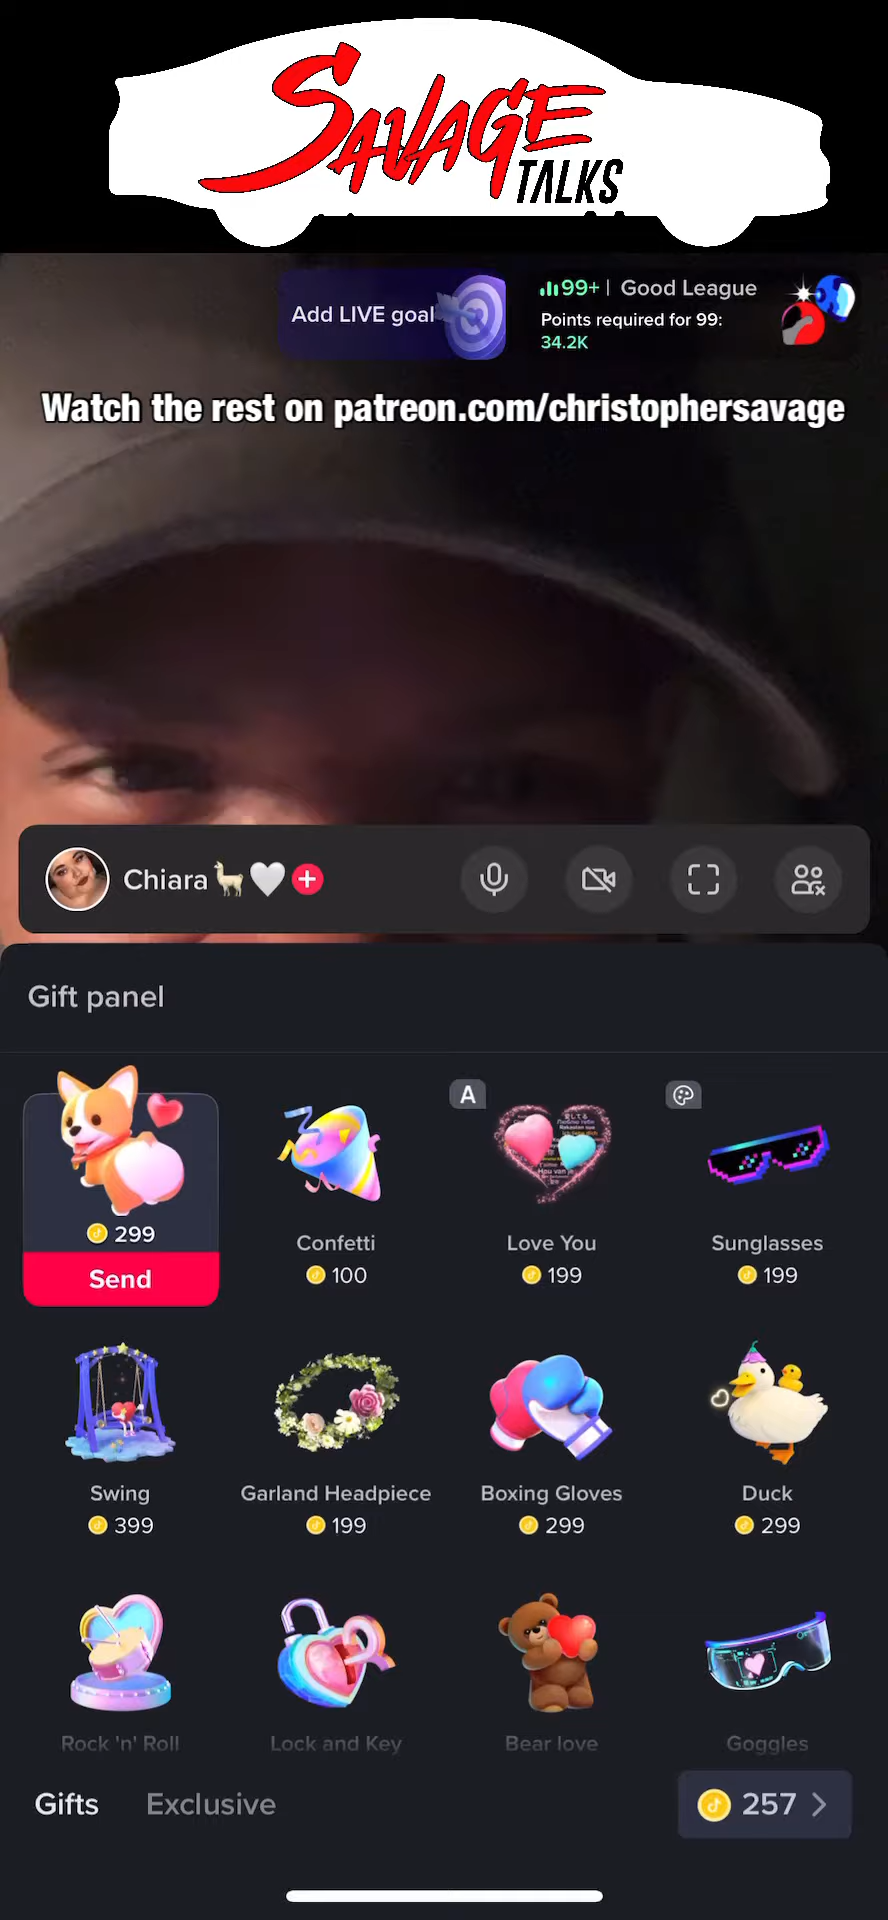 SAVAGE
TALKS
Add LIVE goal
99+ | Good League
Points required for 99:
34.2K
Watch the rest on patreon.com/christophersavage
Chiara🦙🤍
Gift panel
299
Send
A
Confetti
100
Love You
199
Sunglasses
199
Swing
399
Garland Headpiece
199
Boxing Gloves
299
Duck
299
Rock 'n' Roll
Lock and Key
Bear love
Goggles
Gifts
Exclusive
257